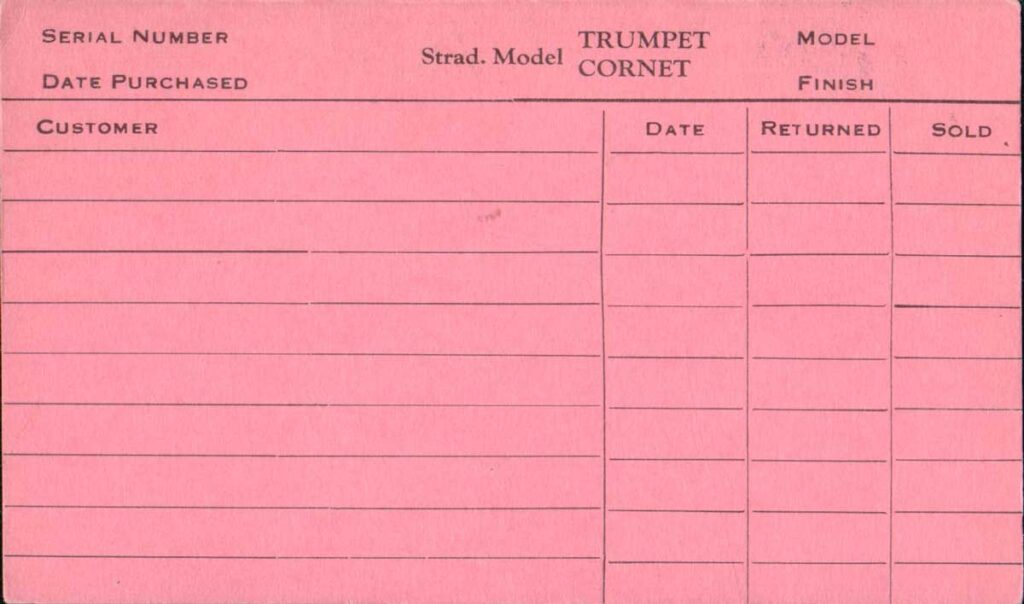 SERIAL NUMBER
Strad. Model TRUMPET
CORNET
MODEL
DATE PURCHASED
FINISH
CUSTOMER DATE RETURNED SOLD